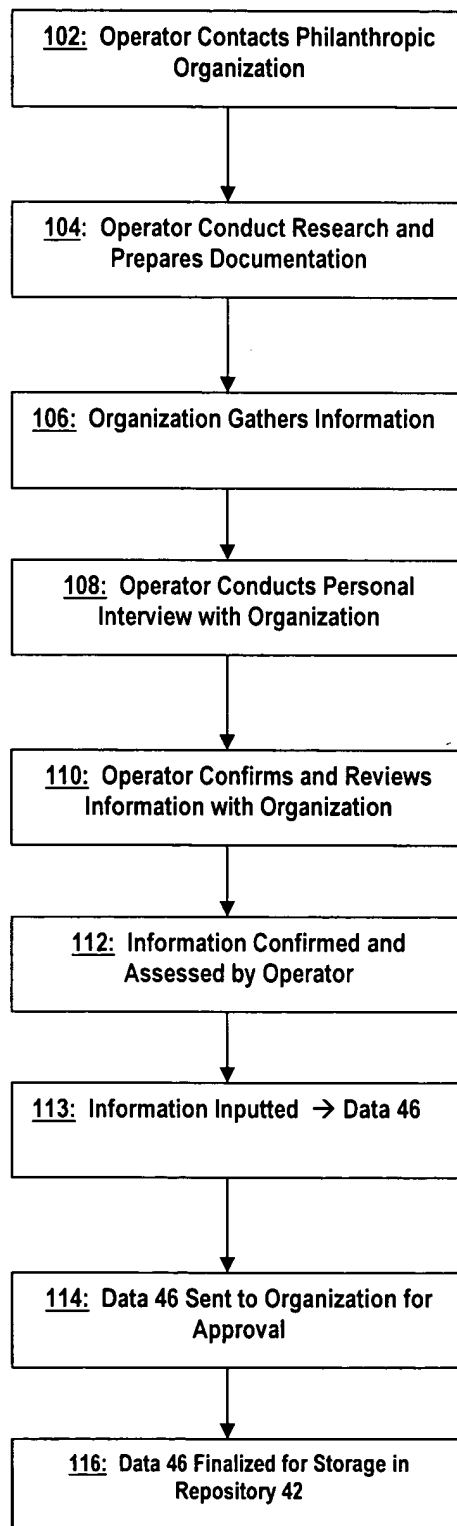 102: Operator Contacts Philanthropic
Organization
104: Operator Conduct Research and
Prepares Documentation
106: Organization Gathers Information
108: Operator Conducts Personal
Interview with Organization
110: Operator Confirms and Reviews
Information with Organization
112: Information Confirmed and
Assessed by Operator
113: Information Inputted → Data 46
114: Data 46 Sent to Organization for
Approval
116: Data 46 Finalized for Storage in
Repository 42